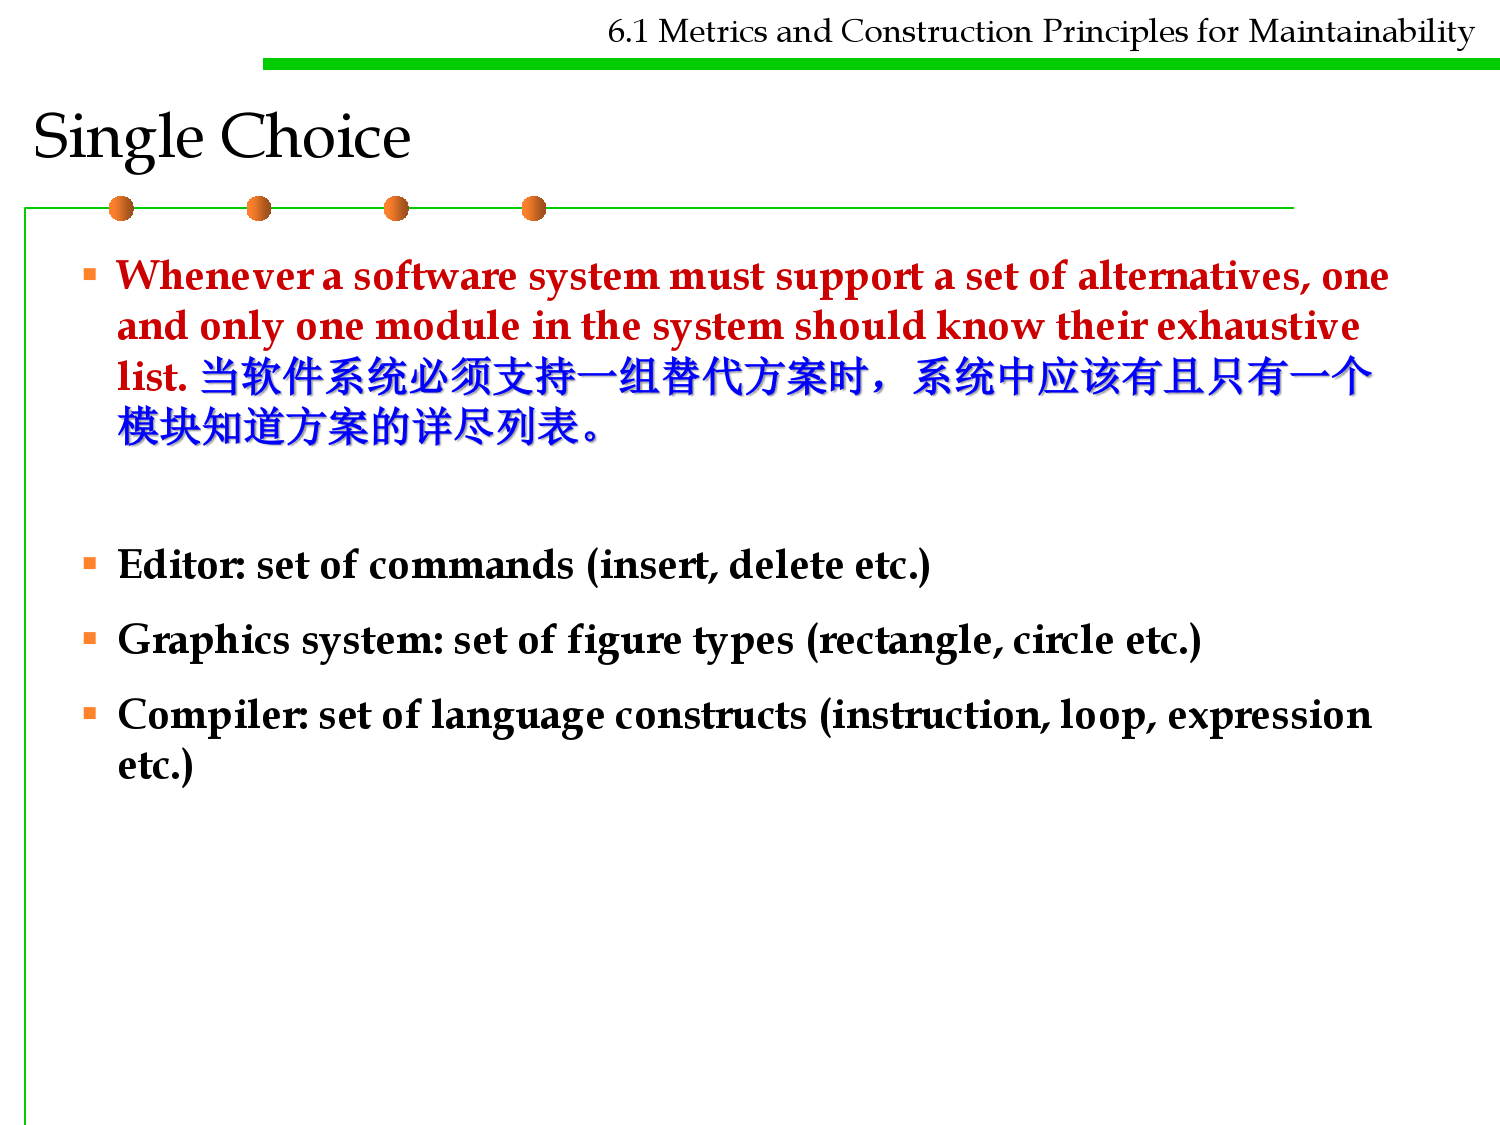 6.1 Metrics and Construction Principles for Maintainability
Single Choice
▪ Whenever a software system must support a set of alternatives, one
and only one module in the system should know their exhaustive
list. 当软件系统必须支持一组替代方案时，系统中应该有且只有一个
模块知道方案的详尽列表。
▪ Editor: set of commands (insert, delete etc.)
▪ Graphics system: set of figure types (rectangle, circle etc.)
▪ Compiler: set of language constructs (instruction, loop, expression
etc.)